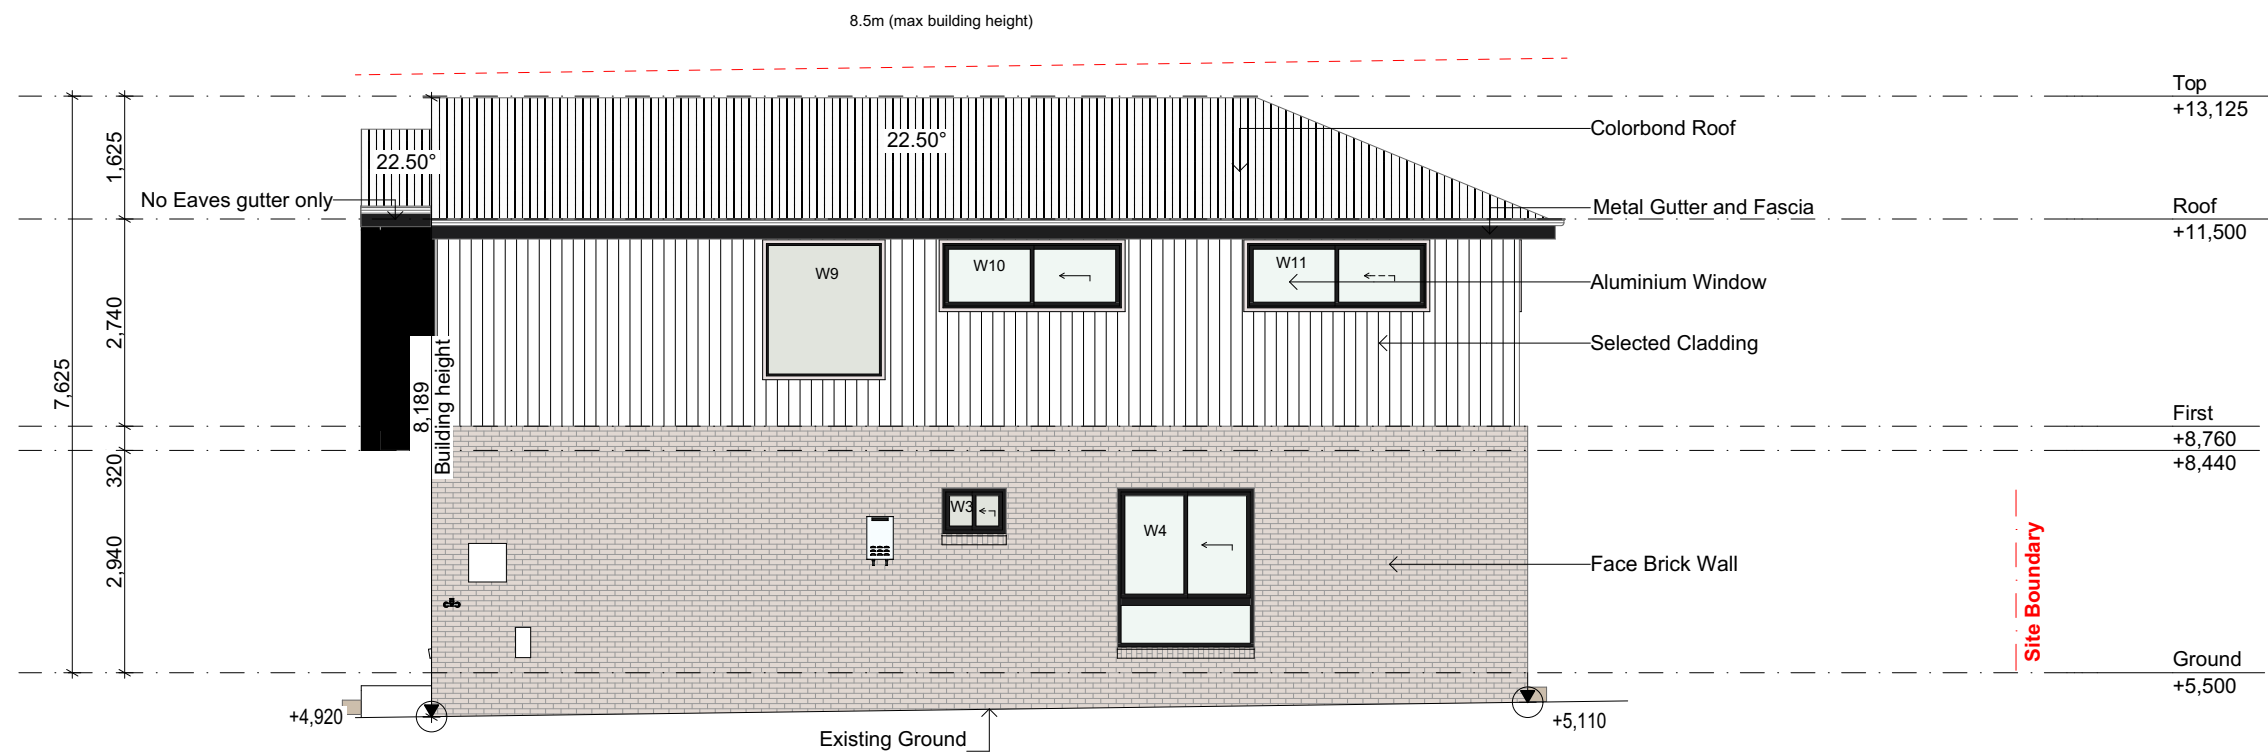 8.5m (max building height)
Top
+13,125
Colorbond Roof
1,625
22.50°
22.50°
No Eaves gutter only
Metal Gutter and Fascia
Roof
+11,500
W9
W10
W11
Aluminium Window
2,740
Selected Cladding
7,625
8,189
Building height
First
+8,760
+8,440
320
W3
W4
2,940
Face Brick Wall
Site Boundary
Ground
+5,500
+4,920
+5,110
Existing Ground